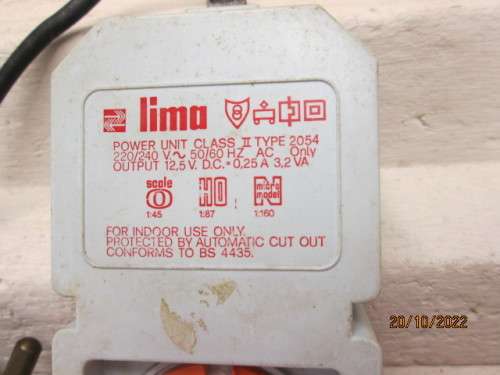 lima 8
POWER UNIT CLASS II TYPE 2054
220/240 V.~ 50/60 HZ AC Only
OUTPUT 12,5 V. D.C.* 0,25 A 3,2 VA
scale O 1:45
HO 1:87
micro model N 1:160
FOR INDOOR USE ONLY.
PROTECTED BY AUTOMATIC CUT OUT
CONFORMS TO BS 4435.
20/10/2022